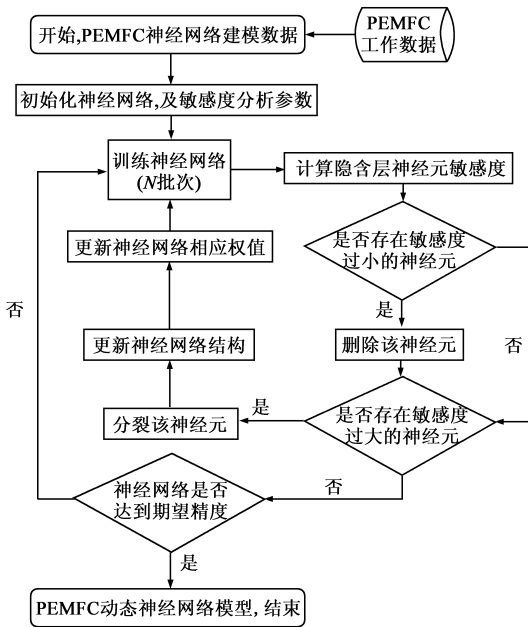 开始,PEMFC神经网络建模数据
PEMFC
工作数据
初始化神经网络,及敏感度分析参数
训练神经网络
(N批次)
计算隐含层神经元敏感度
更新神经网络相应权值
是否存在敏感度
过小的神经元
否
是
更新神经网络结构
删除该神经元
否
分裂该神经元
是
是否存在敏感度
过大的神经元
神经网络是否
达到期望精度
否
是
PEMFC动态神经网络模型, 结束